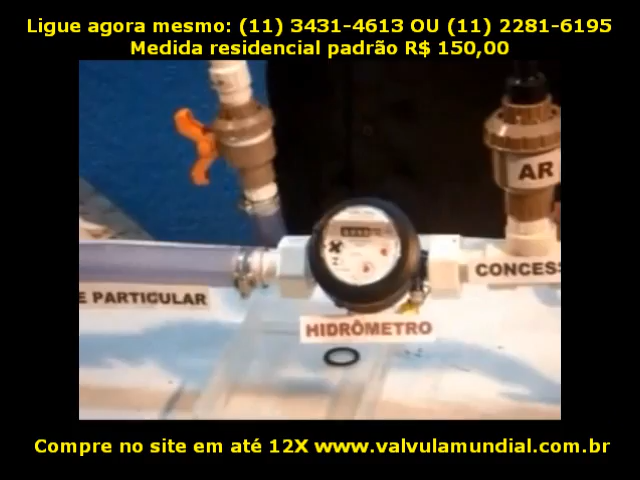 Ligue agora mesmo: (11) 3431-4613 OU (11) 2281-6195
Medida residencial padrão R$ 150,00
AR
CONCESS
E PARTICULAR
HIDRÔMETRO
Compre no site em até 12X www.valvulamundial.com.br